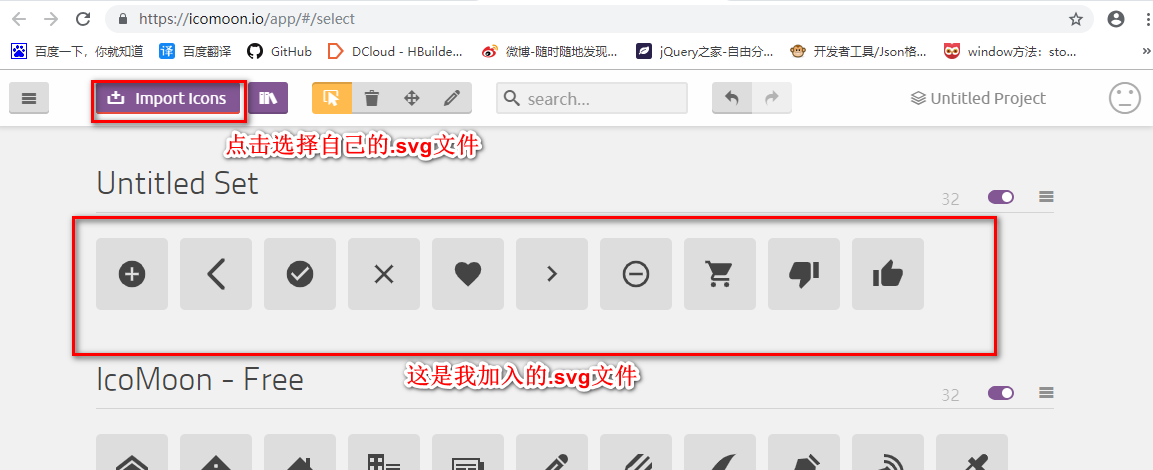 https://icomoon.io/app/#/select
百度一下，你就知道 百度翻译 GitHub DCloud - HBuilde... 微博-随时随地发现... jQuery之家-自由分... 开发者工具/Json格... window方法：sto...
Import Icons search... Untitled Project
点击选择自己的.svg文件
Untitled Set
32
这是我加入的.svg文件
IcoMoon - Free
32